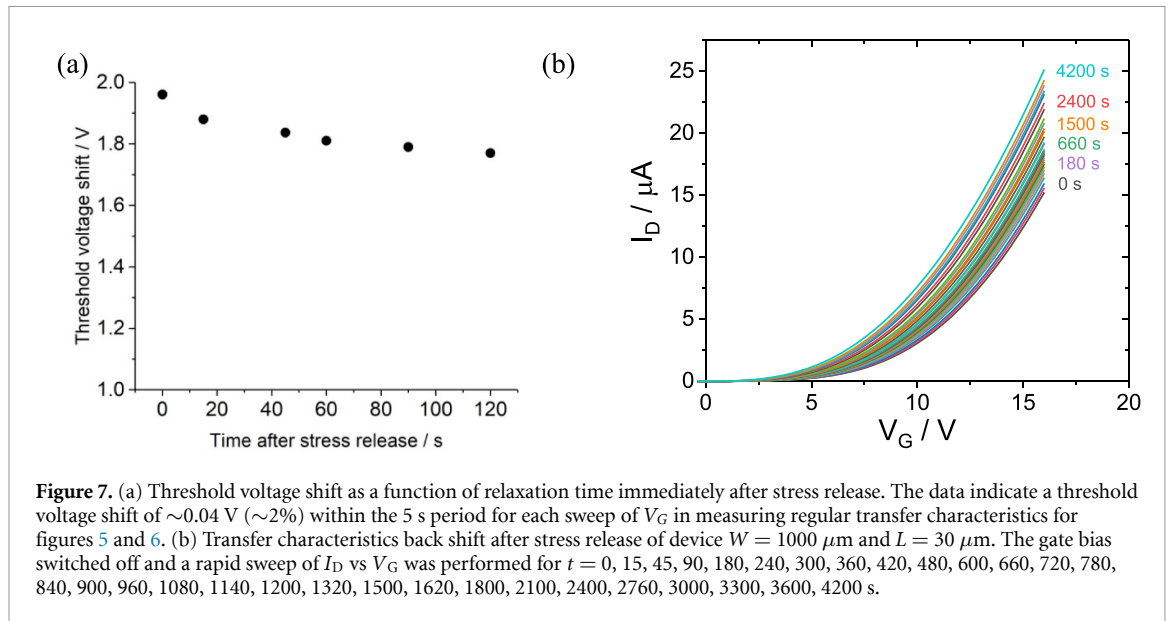 (a)
2.0
1.8
1.6
1.4
1.2
1.0
Threshold voltage shift / V
0 20 40 60 80 100 120
Time after stress release / s
(b)
25
20
15
10
5
0
I_D / μA
4200 s
2400 s
1500 s
660 s
180 s
0 s
0 5 10 15 20
V_G / V
Figure 7. (a) Threshold voltage shift as a function of relaxation time immediately after stress release. The data indicate a threshold
voltage shift of ∼0.04 V (∼2%) within the 5 s period for each sweep of V_G in measuring regular transfer characteristics for
figures 5 and 6. (b) Transfer characteristics back shift after stress release of device W = 1000 μm and L = 30 μm. The gate bias
switched off and a rapid sweep of I_D vs V_G was performed for t = 0, 15, 45, 90, 180, 240, 300, 360, 420, 480, 600, 660, 720, 780,
840, 900, 960, 1080, 1140, 1200, 1320, 1500, 1620, 1800, 2100, 2400, 2760, 3000, 3300, 3600, 4200 s.